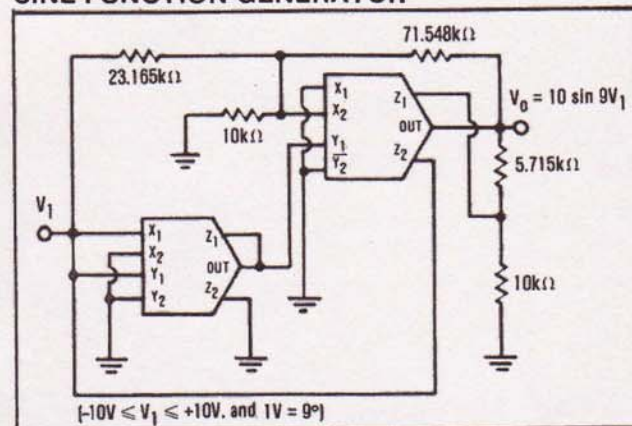 SINE FUNCTION GENERATOR
71.548kΩ
23.165kΩ
X₁
Z₁
V₀ = 10 sin 9V₁
X₂
OUT
10kΩ
Y₁
Z₂
5.715kΩ
Y₂
V₁
X₁
Z₁
X₂
OUT
10kΩ
Y₁
Y₂
Z₂
(–10V ⩽ V₁ ⩽ +10V. and 1V = 9°)